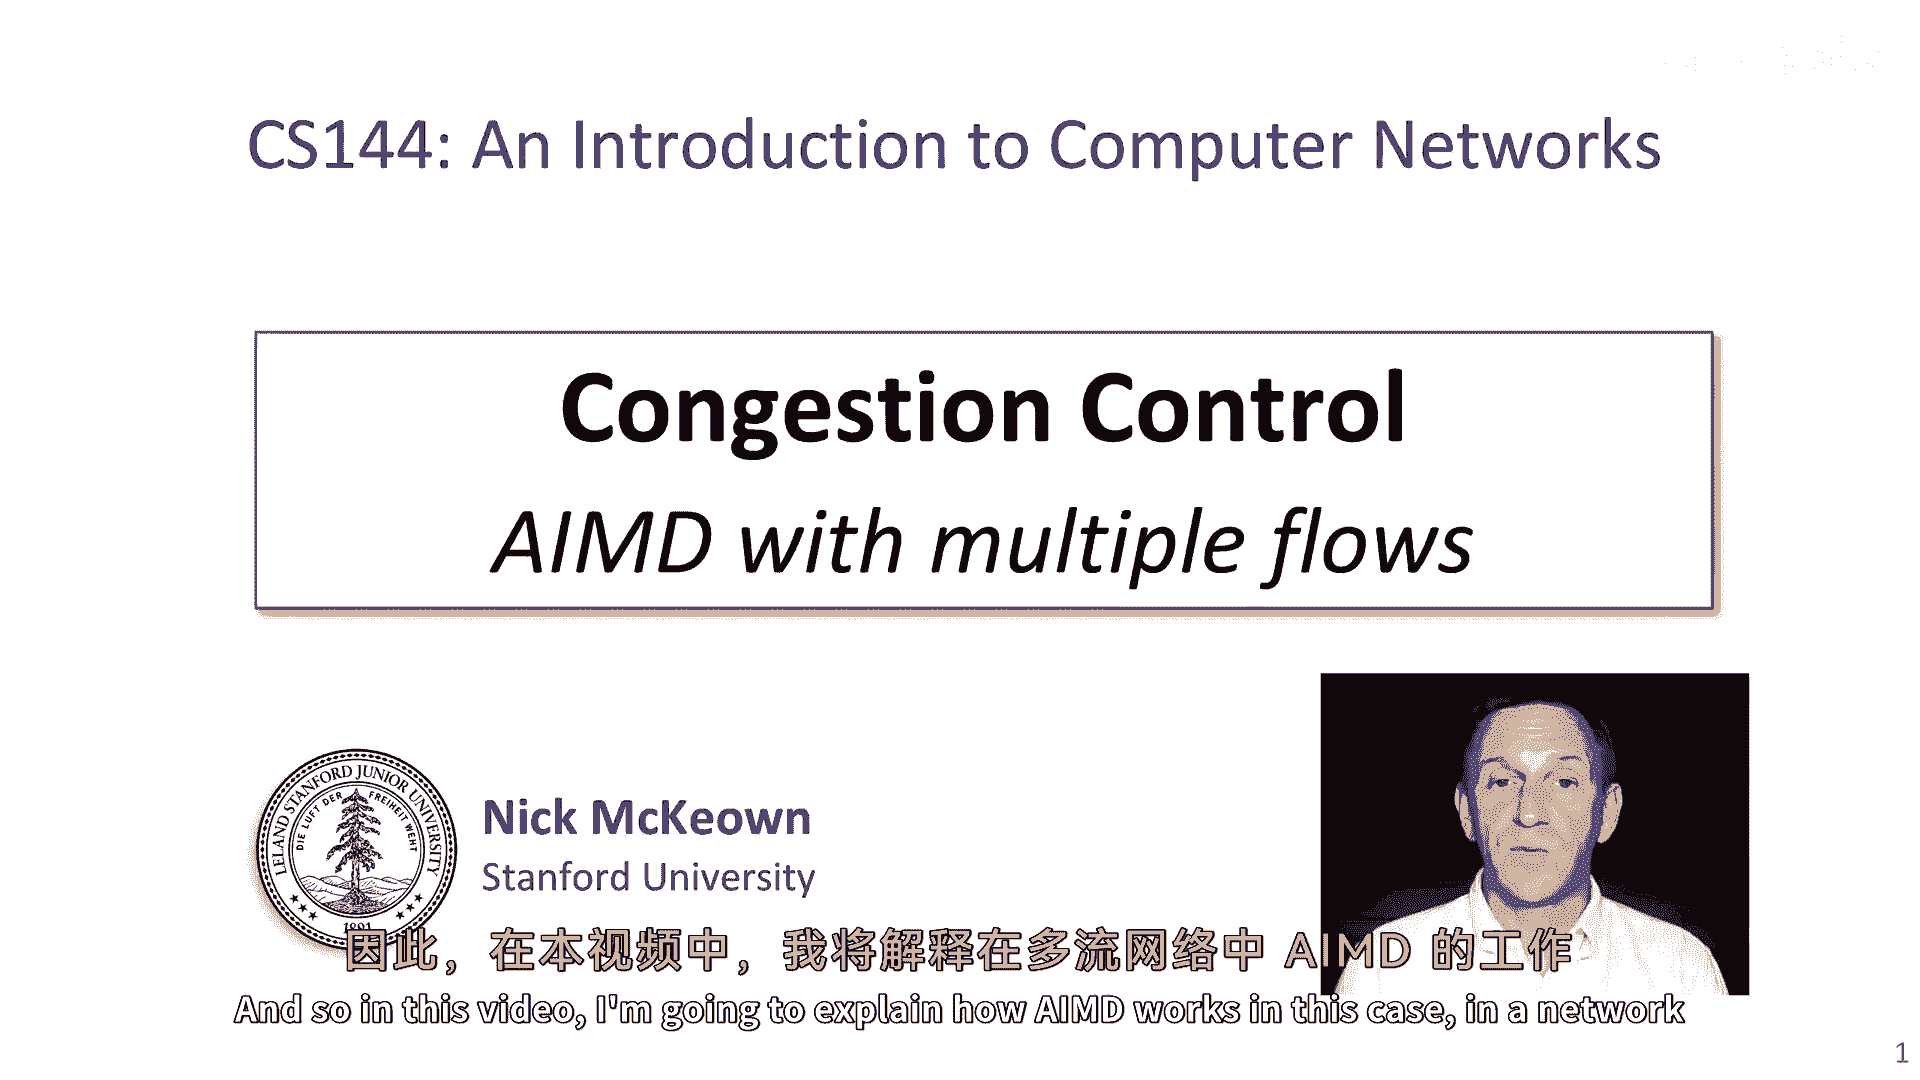 CS144: An Introduction to Computer Networks
Congestion Control
AIMD with multiple flows
LELAND STANFORD JUNIOR UNIVERSITY
DIE LUFT DER FREIHEIT WEHT
1891
Nick McKeown
Stanford University
因此，在本视频中，我将解释在多流网络中 AIMD 的工作
And so in this video, I'm going to explain how AIMD works in this case, in a network
1